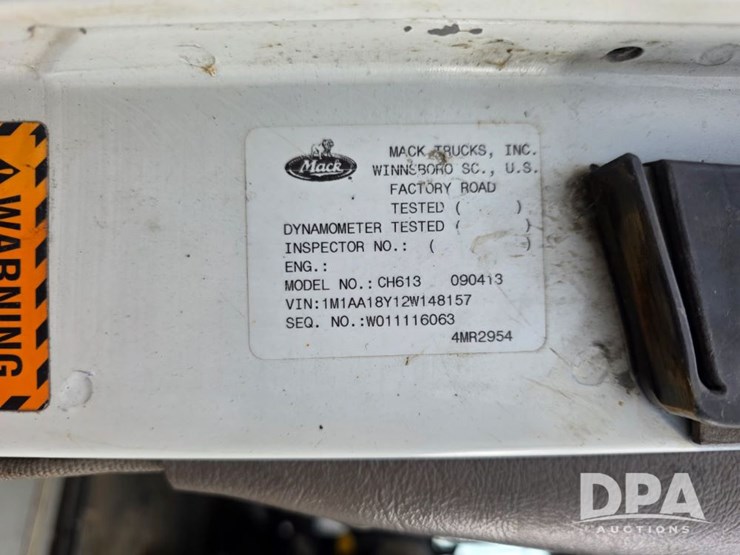 WARNING
Mack
MACK TRUCKS, INC.
WINNSBORO SC., U.S.
FACTORY ROAD
TESTED ( )
DYNAMOMETER TESTED ( )
INSPECTOR NO.: (
ENG.:
MODEL NO.: CH613 090413
VIN:1M1AA18Y12W148157
SEQ. NO.:W011116063
4MR2954
DPA
AUCTIONS